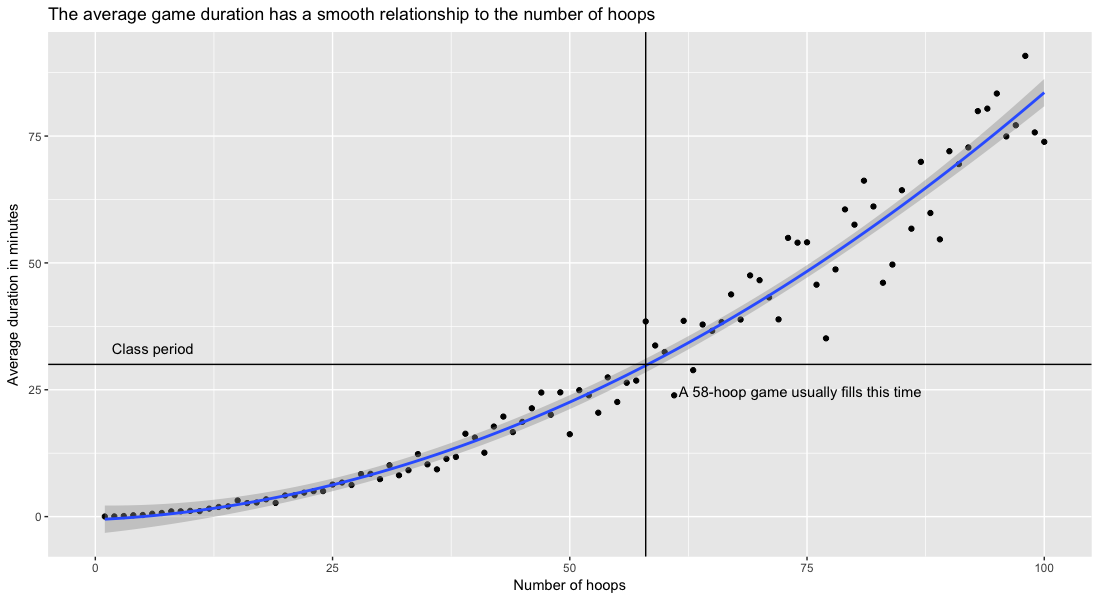 The average game duration has a smooth relationship to the number of hoops
Average duration in minutes
75
50
25
0
Class period
A 58-hoop game usually fills this time
0
25
50
75
100
Number of hoops